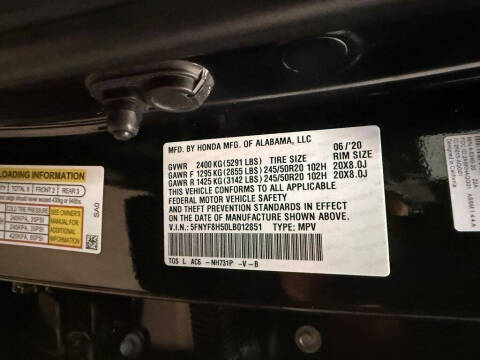 MFD. BY HONDA MFG. OF ALABAMA, LLC 06/'20
GVWR 2400 KG (5291 LBS) TIRE SIZE RIM SIZE
GAWR F 1295 KG (2855 LBS) 245/50R20 102H 20X8.0J
GAWR R 1425 KG (3142 LBS) 245/50R20 102H 20X8.0J
THIS VEHICLE CONFORMS TO ALL APPLICABLE
FEDERAL MOTOR VEHICLE SAFETY
AND THEFT PREVENTION STANDARDS IN EFFECT
ON THE DATE OF MANUFACTURE SHOWN ABOVE.
V.I.N.: 5FNYF8H50LB012851 TYPE: MPV
TGS L AC6 -NH731P -V-B
LOADING INFORMATION
TOTAL 5 FRONT 2 REAR 3
SEE OWNER'S
MANUAL FOR
ADDITIONAL
INFORMATION
SA0